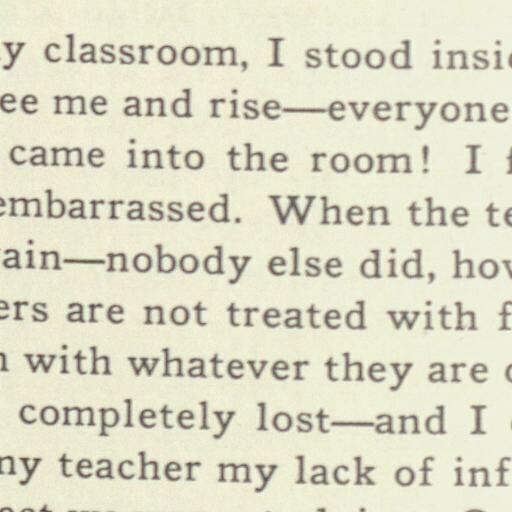 y classroom, I stood insi
ee me and rise—everyone
came into the room! I f
embarrassed. When the te
ain—nobody else did, how
ers are not treated with f
n with whatever they are
completely lost—and I
ny teacher my lack of inf